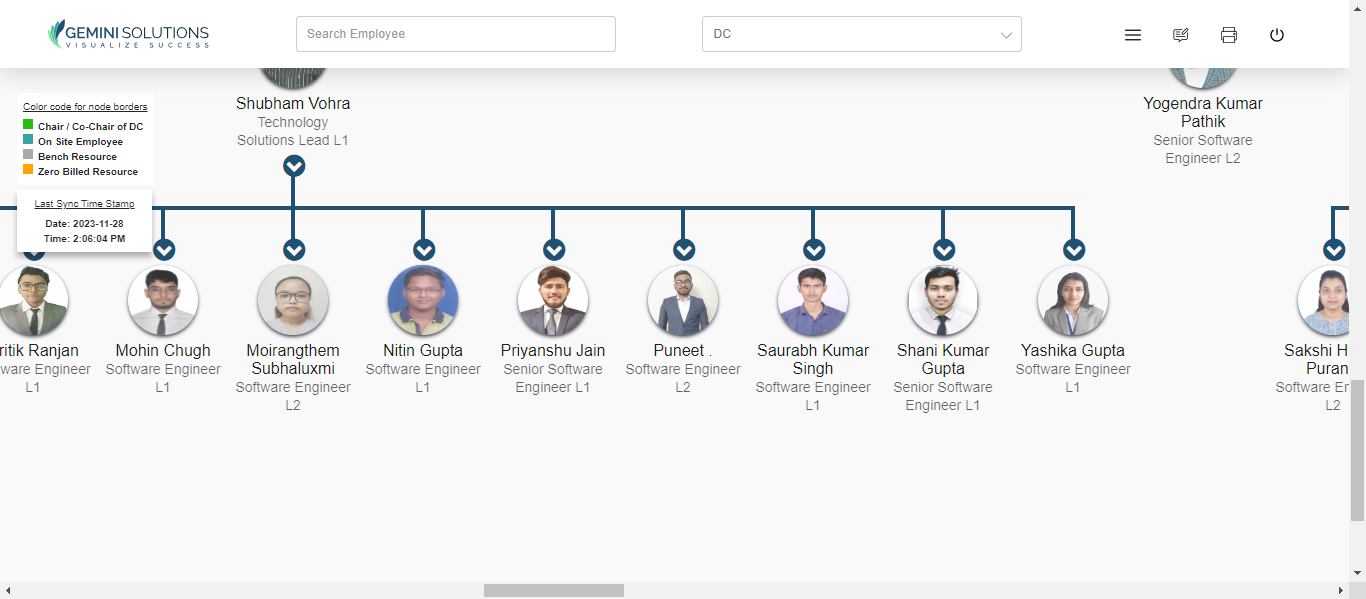 GEMINI SOLUTIONS
VISUALIZE SUCCESS
Search Employee
DC
Color code for node borders
Chair / Co-Chair of DC
On Site Employee
Bench Resource
Zero Billed Resource
Last Sync Time Stamp
Date: 2023-11-28
Time: 2:06:04 PM
Shubham Vohra
Technology
Solutions Lead L1
Yogendra Kumar
Pathik
Senior Software
Engineer L2
ritik Ranjan
ware Engineer
L1
Mohin Chugh
Software Engineer
L1
Moirangthem
Subhaluxmi
Software Engineer
L2
Nitin Gupta
Software Engineer
L1
Priyanshu Jain
Senior Software
Engineer L1
Puneet .
Software Engineer
L2
Saurabh Kumar
Singh
Software Engineer
L1
Shani Kumar
Gupta
Senior Software
Engineer L1
Yashika Gupta
Software Engineer
L1
Sakshi H
Puran
Software Er
L2